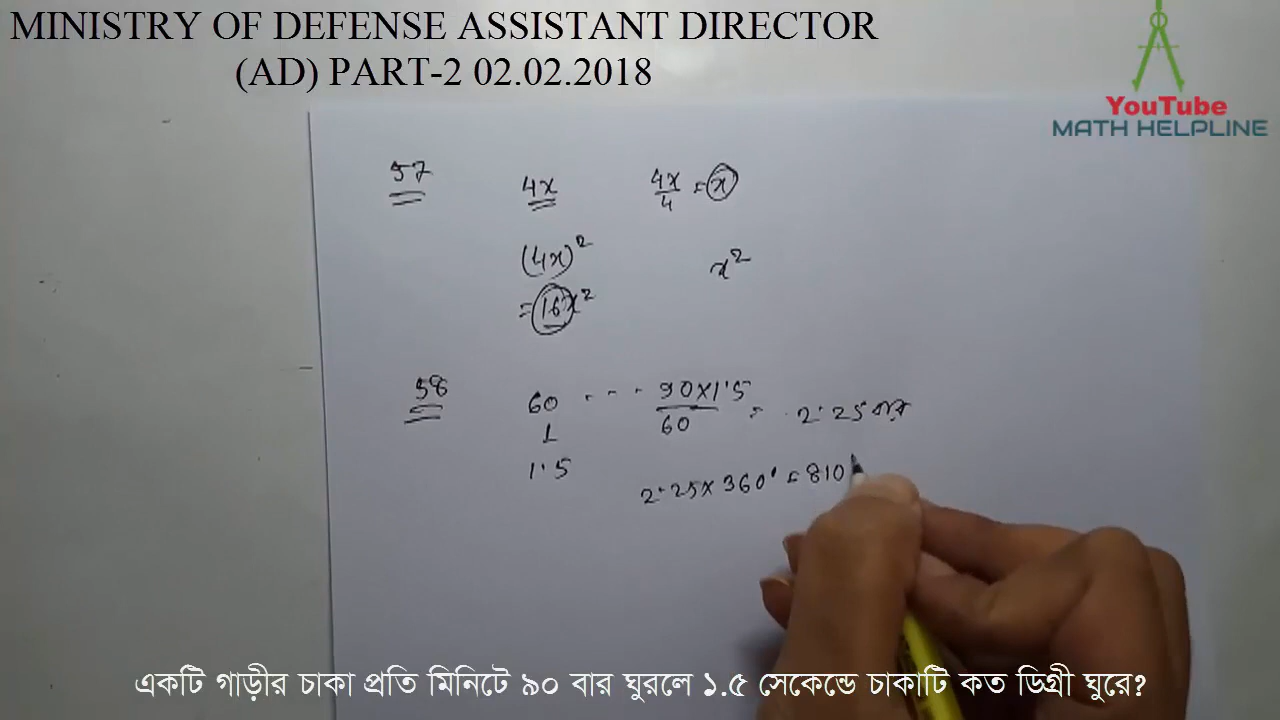 MINISTRY OF DEFENSE ASSISTANT DIRECTOR
(AD) PART-2 02.02.2018
YouTube
MATH HELPLINE
57
4x
4x/4 = x
(4x)²
x²
= 16x²
58
60 - - - 90×1.5/60 = 2.25 বার
1
1.5
2.25×360° = 810
একটি গাড়ীর চাকা প্রতি মিনিটে ৯০ বার ঘুরলে ১.৫ সেকেন্ডে চাকাটি কত ডিগ্রী ঘুরে?